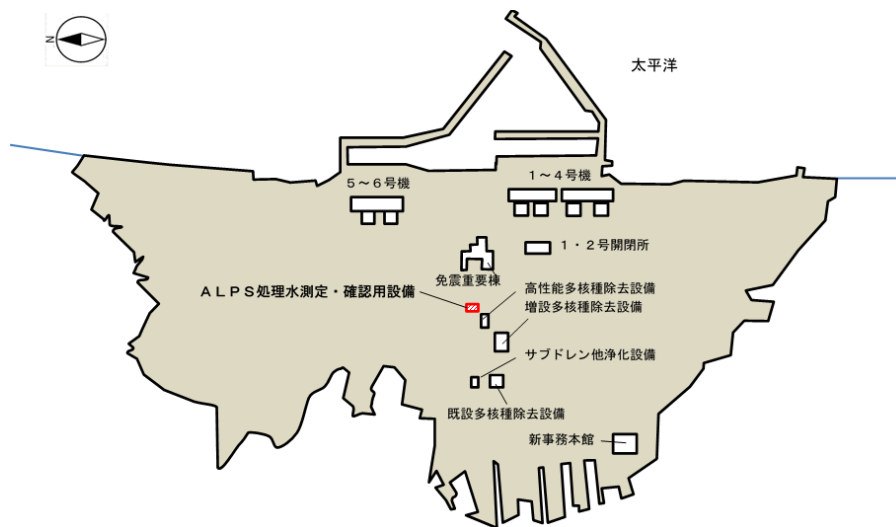 N
太平洋
5～6号機
1～4号機
1・2号開閉所
免震重要棟
高性能多核種除去設備
ALPS処理水測定・確認用設備
増設多核種除去設備
サブドレン他浄化設備
既設多核種除去設備
新事務本館